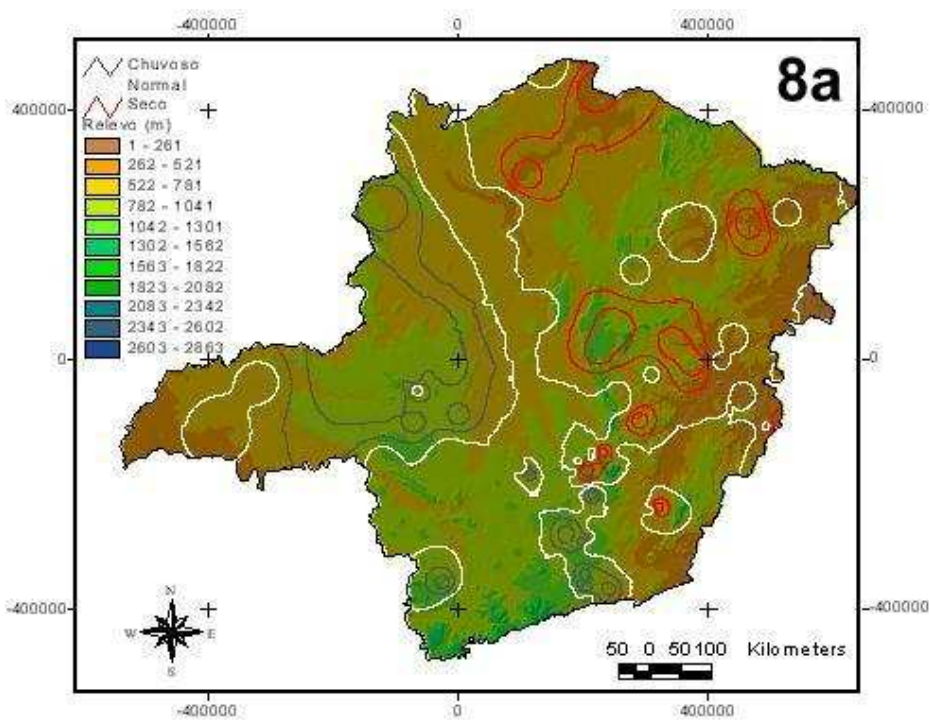 -400000 0 400000
8a
Chuvoso
Normal
Seco
Relevo (m)
1 - 261
262 - 521
522 - 781
782 - 1041
1042 - 1301
1302 - 1562
1563 - 1822
1823 - 2082
2083 - 2342
2343 - 2602
2603 - 2863
400000 400000
0 0
-400000 -400000
N
W E
S
50 0 50 100 Kilometers
-400000 0 400000